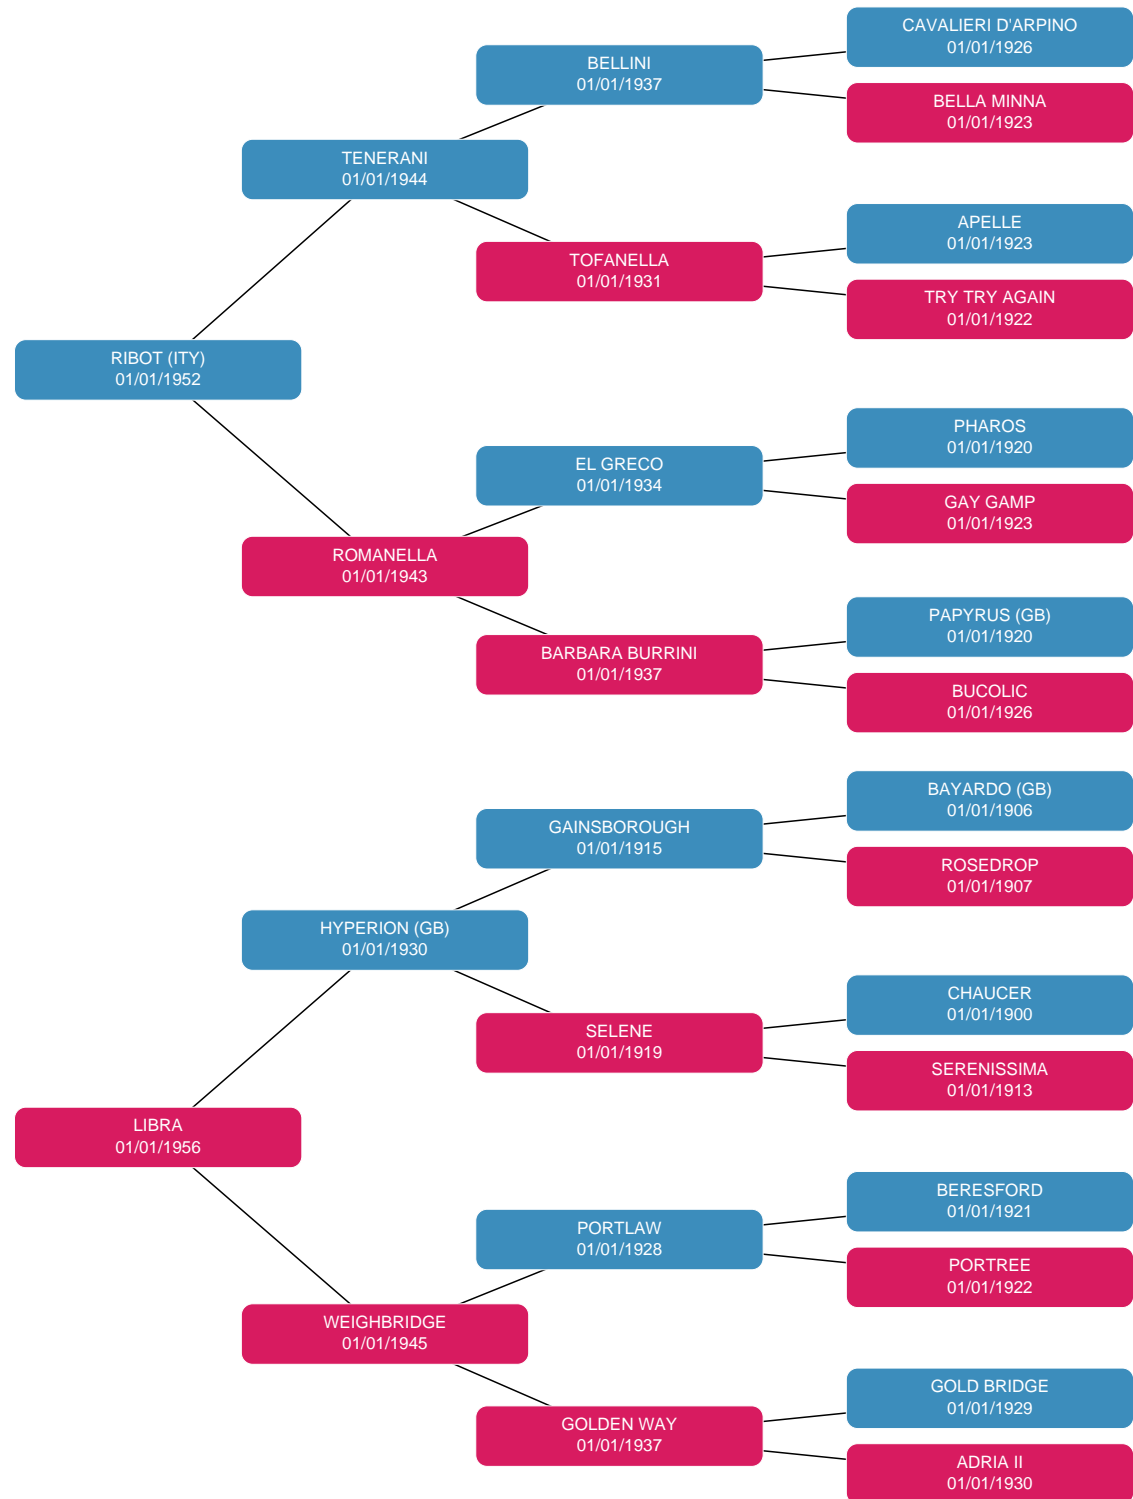 CAVALIERI D'ARPINO
01/01/1926
BELLINI
01/01/1937
BELLA MINNA
01/01/1923
TENERANI
01/01/1944
APELLE
01/01/1923
TOFANELLA
01/01/1931
TRY TRY AGAIN
01/01/1922
RIBOT (ITY)
01/01/1952
PHAROS
01/01/1920
EL GRECO
01/01/1934
GAY GAMP
01/01/1923
ROMANELLA
01/01/1943
PAPYRUS (GB)
01/01/1920
BARBARA BURRINI
01/01/1937
BUCOLIC
01/01/1926
BAYARDO (GB)
01/01/1906
GAINSBOROUGH
01/01/1915
ROSEDROP
01/01/1907
HYPERION (GB)
01/01/1930
CHAUCER
01/01/1900
SELENE
01/01/1919
SERENISSIMA
01/01/1913
LIBRA
01/01/1956
BERESFORD
01/01/1921
PORTLAW
01/01/1928
PORTREE
01/01/1922
WEIGHBRIDGE
01/01/1945
GOLD BRIDGE
01/01/1929
GOLDEN WAY
01/01/1937
ADRIA II
01/01/1930